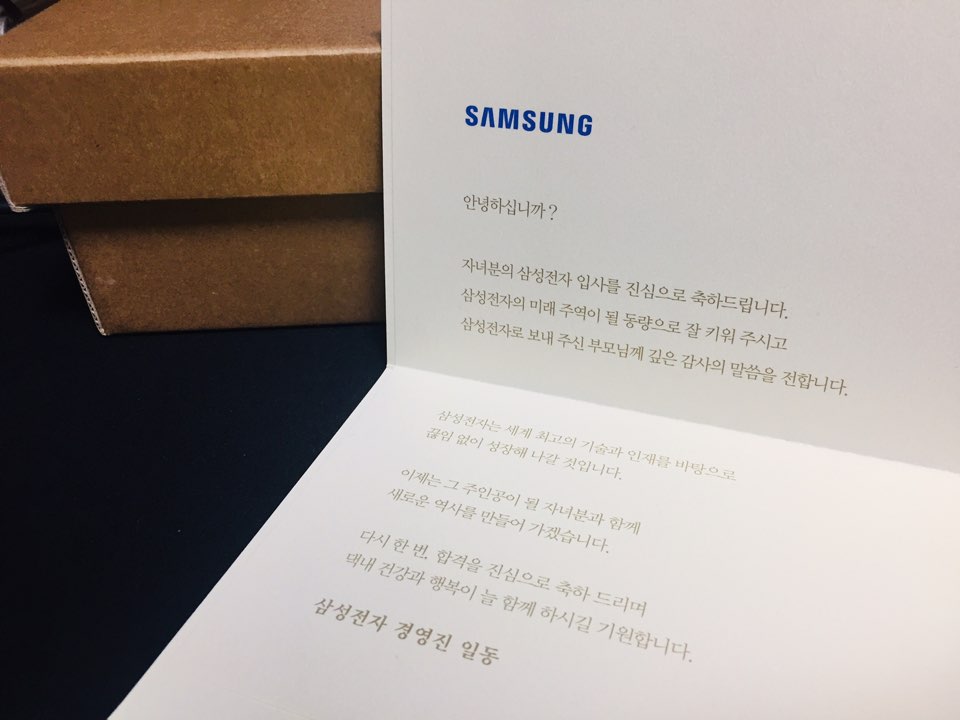 SAMSUNG
안녕하십니까?
자녀분의 삼성전자 입사를 진심으로 축하드립니다.
삼성전자의 미래 주역이 될 동량으로 잘 키워 주시고
삼성전자로 보내 주신 부모님께 깊은 감사의 말씀을 전합니다.
삼성전자는 세계 최고의 기술과 인재를 바탕으로
끊임 없이 성장해 나갈 것입니다.
이제는 그 주인공이 될 자녀분과 함께
새로운 역사를 만들어 가겠습니다.
다시 한 번, 합격을 진심으로 축하 드리며
댁내 건강과 행복이 늘 함께 하시길 기원합니다.
삼성전자 경영진 일동